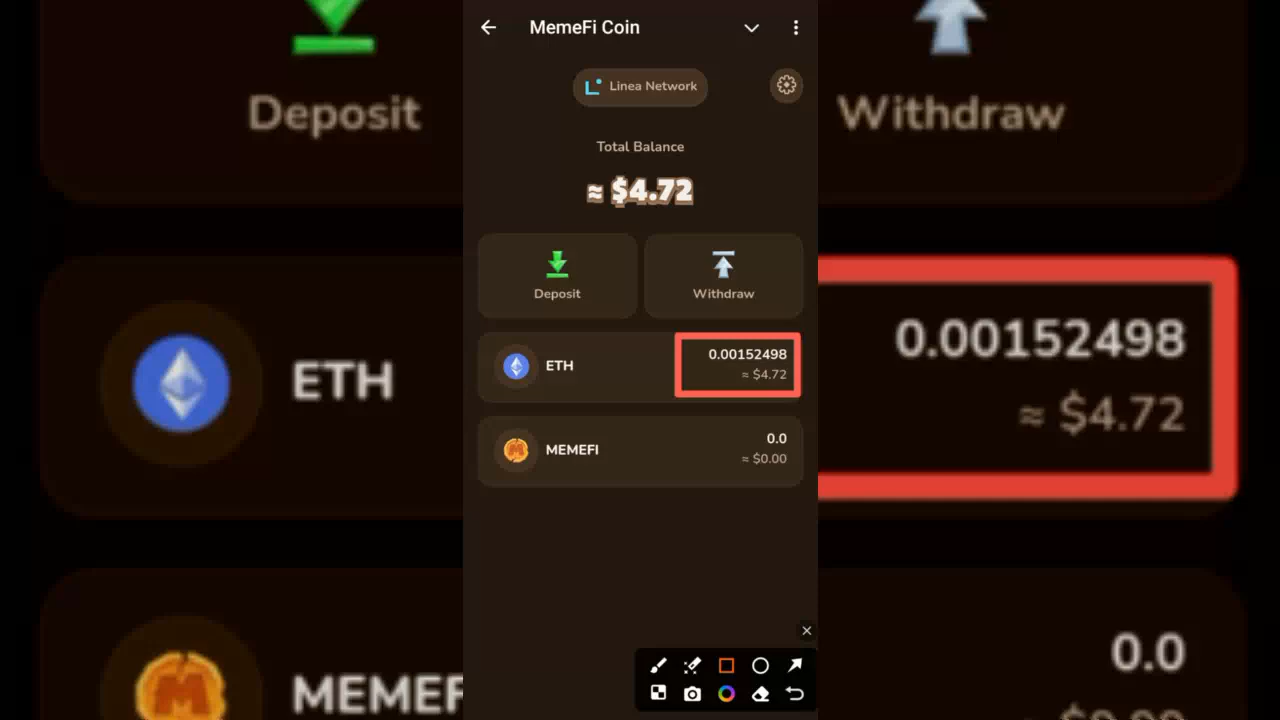 MemeFi Coin
Linea Network
Total Balance
≈ $4.72
Deposit
Withdraw
ETH
0.00152498
≈ $4.72
MEMEFI
0.0
≈ $0.00
Deposit
Withdraw
ETH
0.00152498
≈ $4.72
MEMEF
0.0